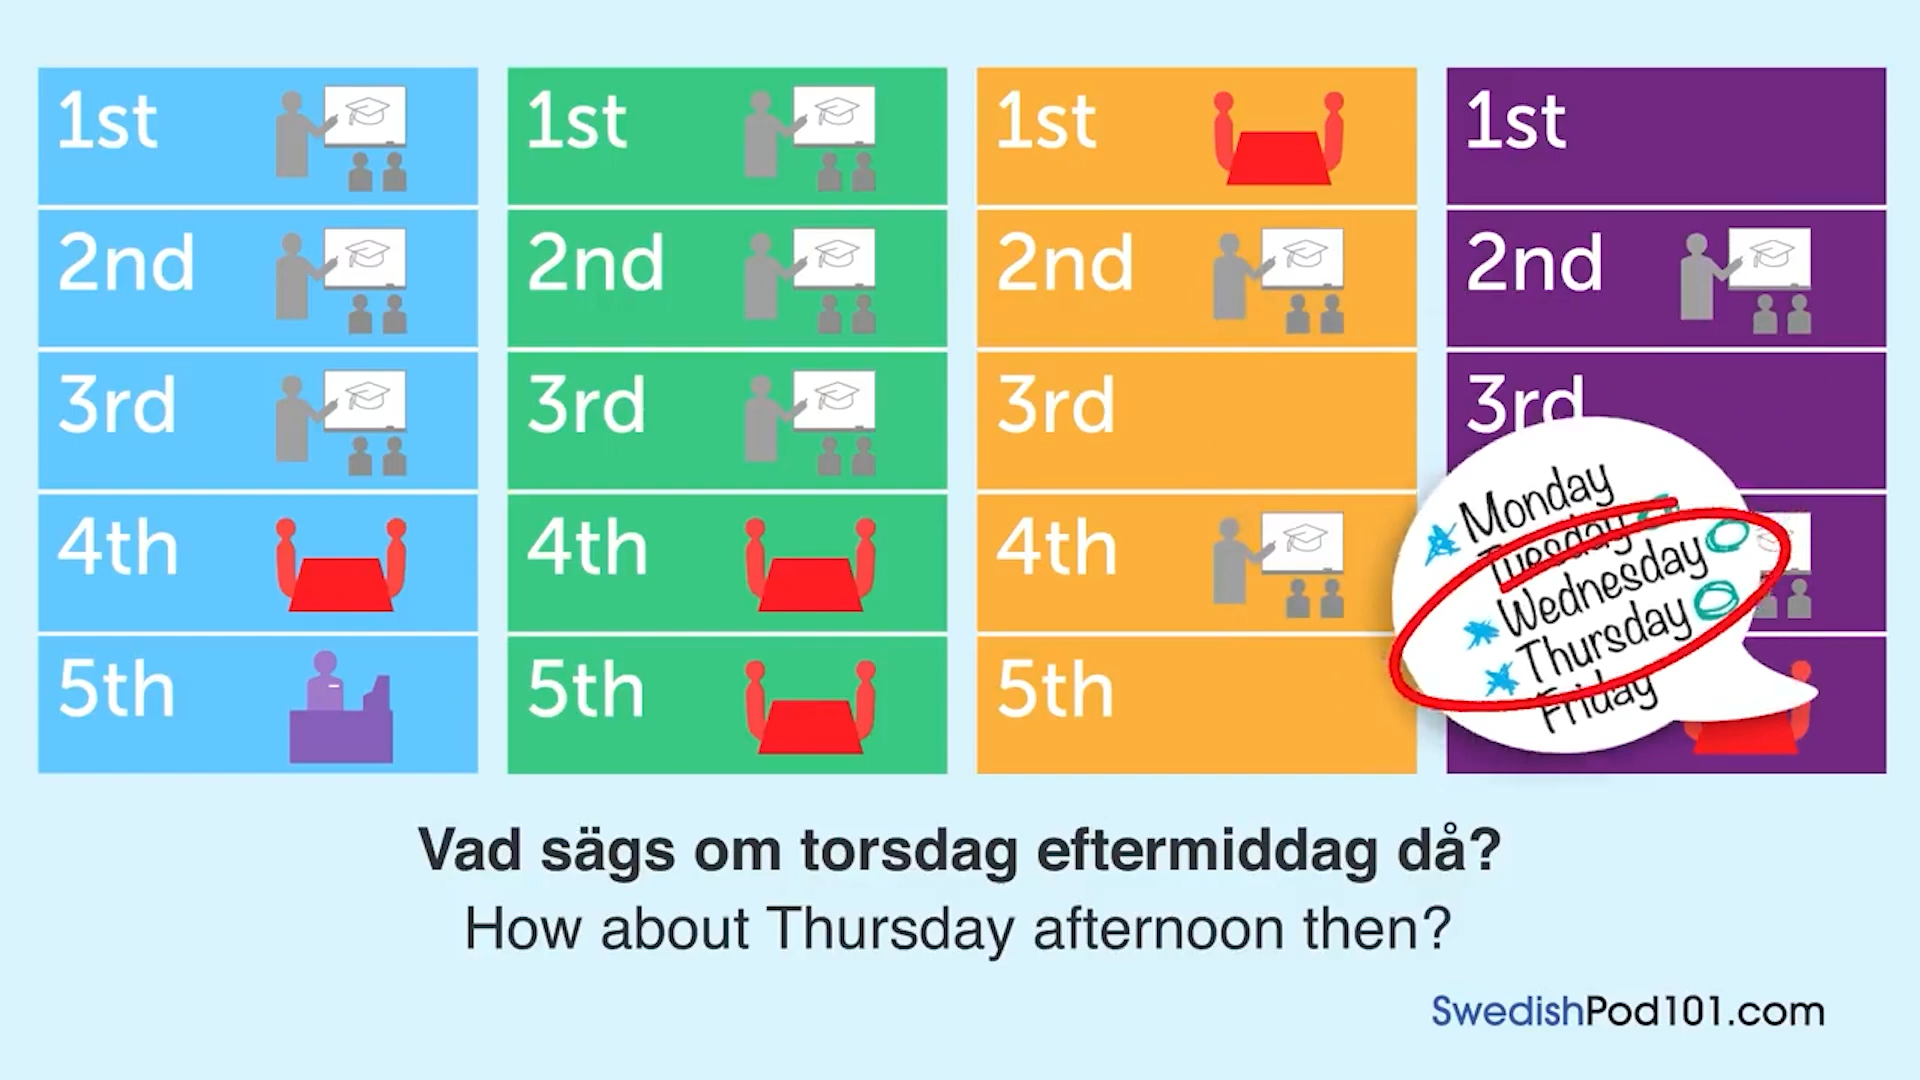 1st
2nd
3rd
4th
5th
1st
2nd
3rd
4th
5th
1st
2nd
3rd
4th
5th
1st
2nd
3rd
Monday
Tuesday
Wednesday
Thursday
Friday
Vad sägs om torsdag eftermiddag då?
How about Thursday afternoon then?
SwedishPod101.com